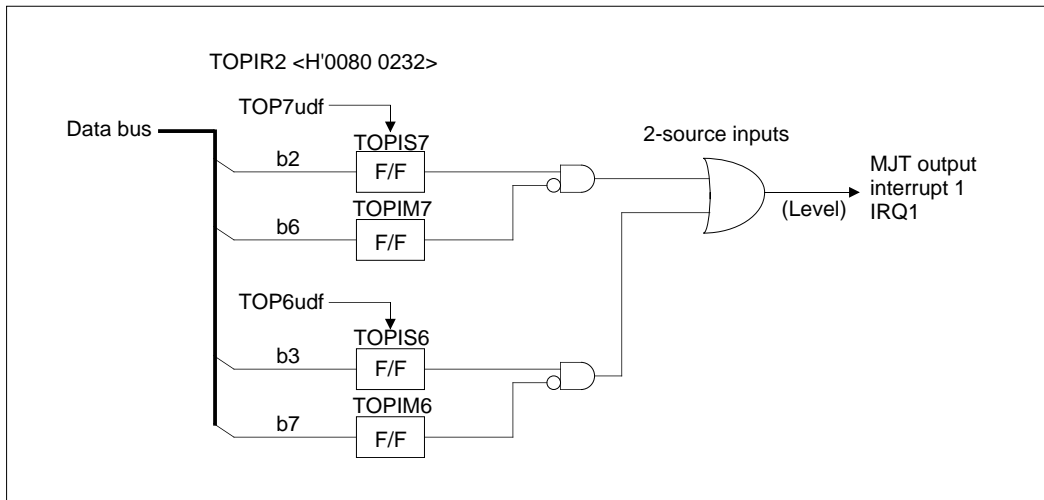 TOPIR2 <H'0080 0232>
TOP7udf
Data bus
TOPIS7
2-source inputs
b2
F/F
MJT output
interrupt 1
IRQ1
(Level)
TOPIM7
b6
F/F
TOP6udf
TOPIS6
b3
F/F
TOPIM6
b7
F/F